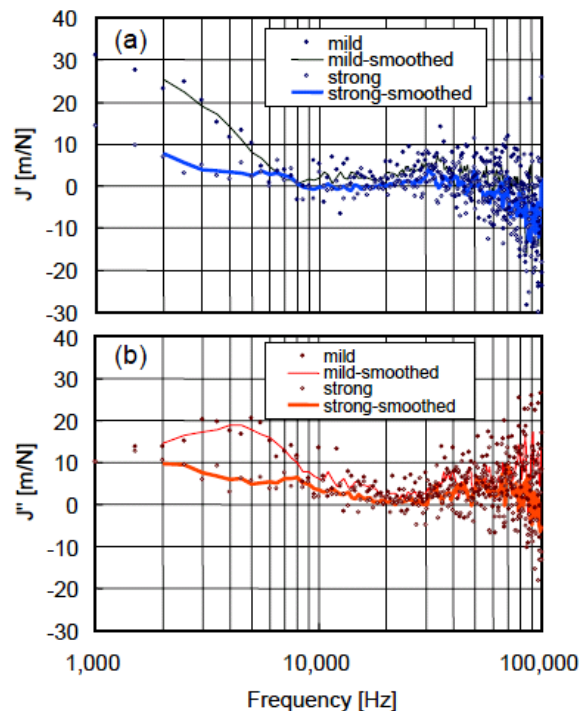 (a)
mild
mild-smoothed
strong
strong-smoothed
40
30
20
10
0
-10
-20
-30
J' [m/N]
(b)
mild
mild-smoothed
strong
strong-smoothed
40
30
20
10
0
-10
-20
-30
J'' [m/N]
1,000 10,000 100,000
Frequency [Hz]